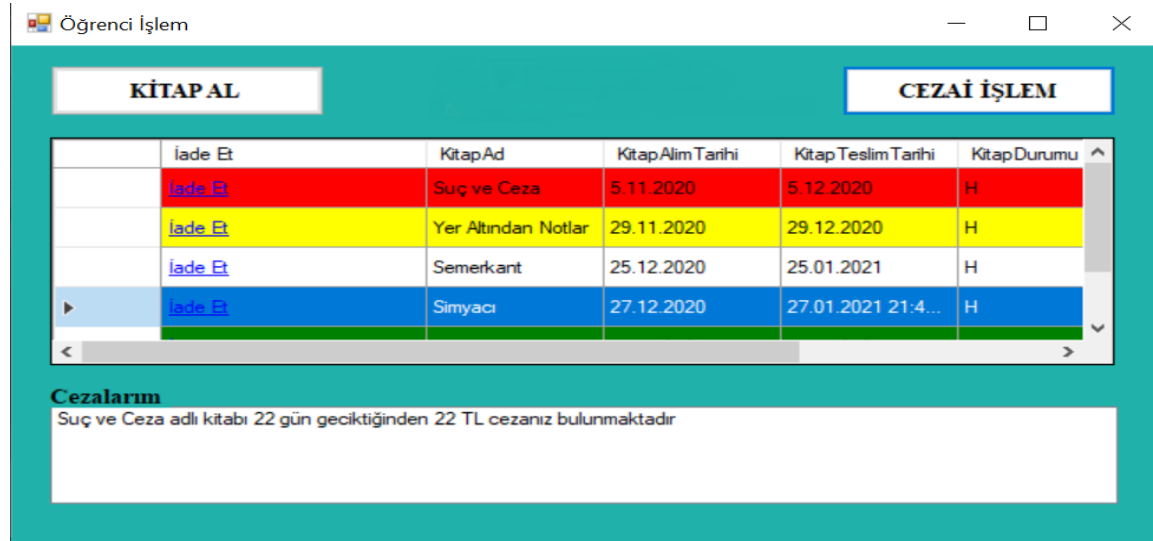 Öğrenci İşlem
KİTAP AL
CEZAİ İŞLEM
İade Et KitapAd KitapAlimTarihi KitapTeslimTarihi KitapDurumu
İade Et Suç ve Ceza 5.11.2020 5.12.2020 H
İade Et Yer Altından Notlar 29.11.2020 29.12.2020 H
İade Et Semerkant 25.12.2020 25.01.2021 H
İade Et Simyacı 27.12.2020 27.01.2021 21:4... H
Cezalarım
Suç ve Ceza adlı kitabı 22 gün geciktiğinden 22 TL cezanız bulunmaktadır